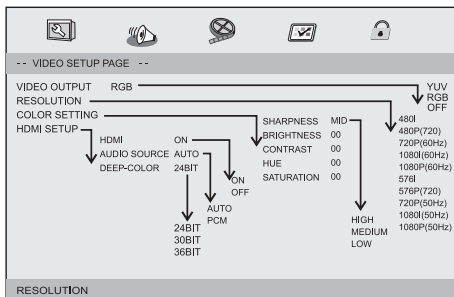 -- VIDEO SETUP PAGE --
VIDEO OUTPUT RGB YUV
RGB
OFF
RESOLUTION
COLOR SETTING
HDMI SETUP
HDMI ON
AUDIO SOURCE AUTO
DEEP-COLOR 24BIT
ON
OFF
AUTO
PCM
24BIT
30BIT
36BIT
SHARPNESS MID
BRIGHTNESS 00
CONTRAST 00
HUE 00
SATURATION 00
HIGH
MEDIUM
LOW
480I
480P(720)
720P(60Hz)
1080I(60Hz)
1080P(60Hz)
576I
576P(720)
720P(50Hz)
1080I(50Hz)
1080P(50Hz)
RESOLUTION